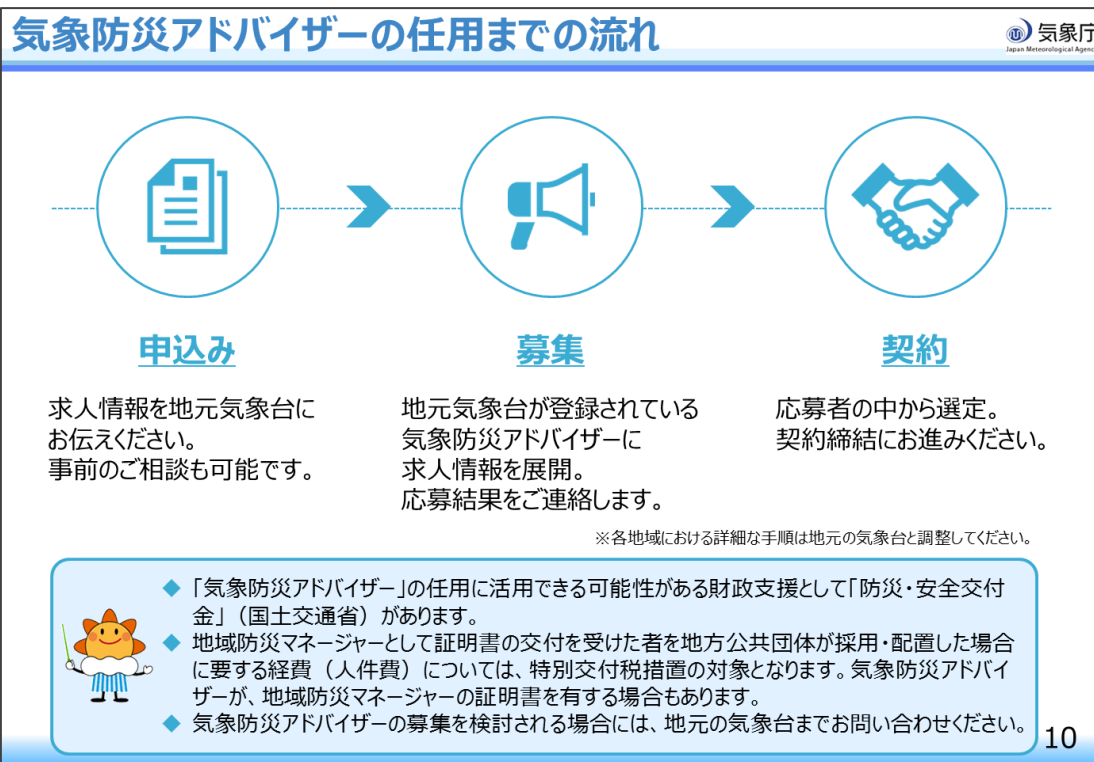 気象防災アドバイザーの任用までの流れ
気象庁
Japan Meteorological Agency
申込み
求人情報を地元気象台に
お伝えください。
事前のご相談も可能です。
募集
地元気象台が登録されている
気象防災アドバイザーに
求人情報を展開。
応募結果をご連絡します。
契約
応募者の中から選定。
契約締結にお進みください。
※各地域における詳細な手順は地元の気象台と調整してください。
◆ 「気象防災アドバイザー」の任用に活用できる可能性がある財政支援として「防災・安全交付
金」（国土交通省）があります。
◆ 地域防災マネージャーとして証明書の交付を受けた者を地方公共団体が採用・配置した場合
に要する経費（人件費）については、特別交付税措置の対象となります。気象防災アドバイ
ザーが、地域防災マネージャーの証明書を有する場合もあります。
◆ 気象防災アドバイザーの募集を検討される場合には、地元の気象台までお問い合わせください。
10